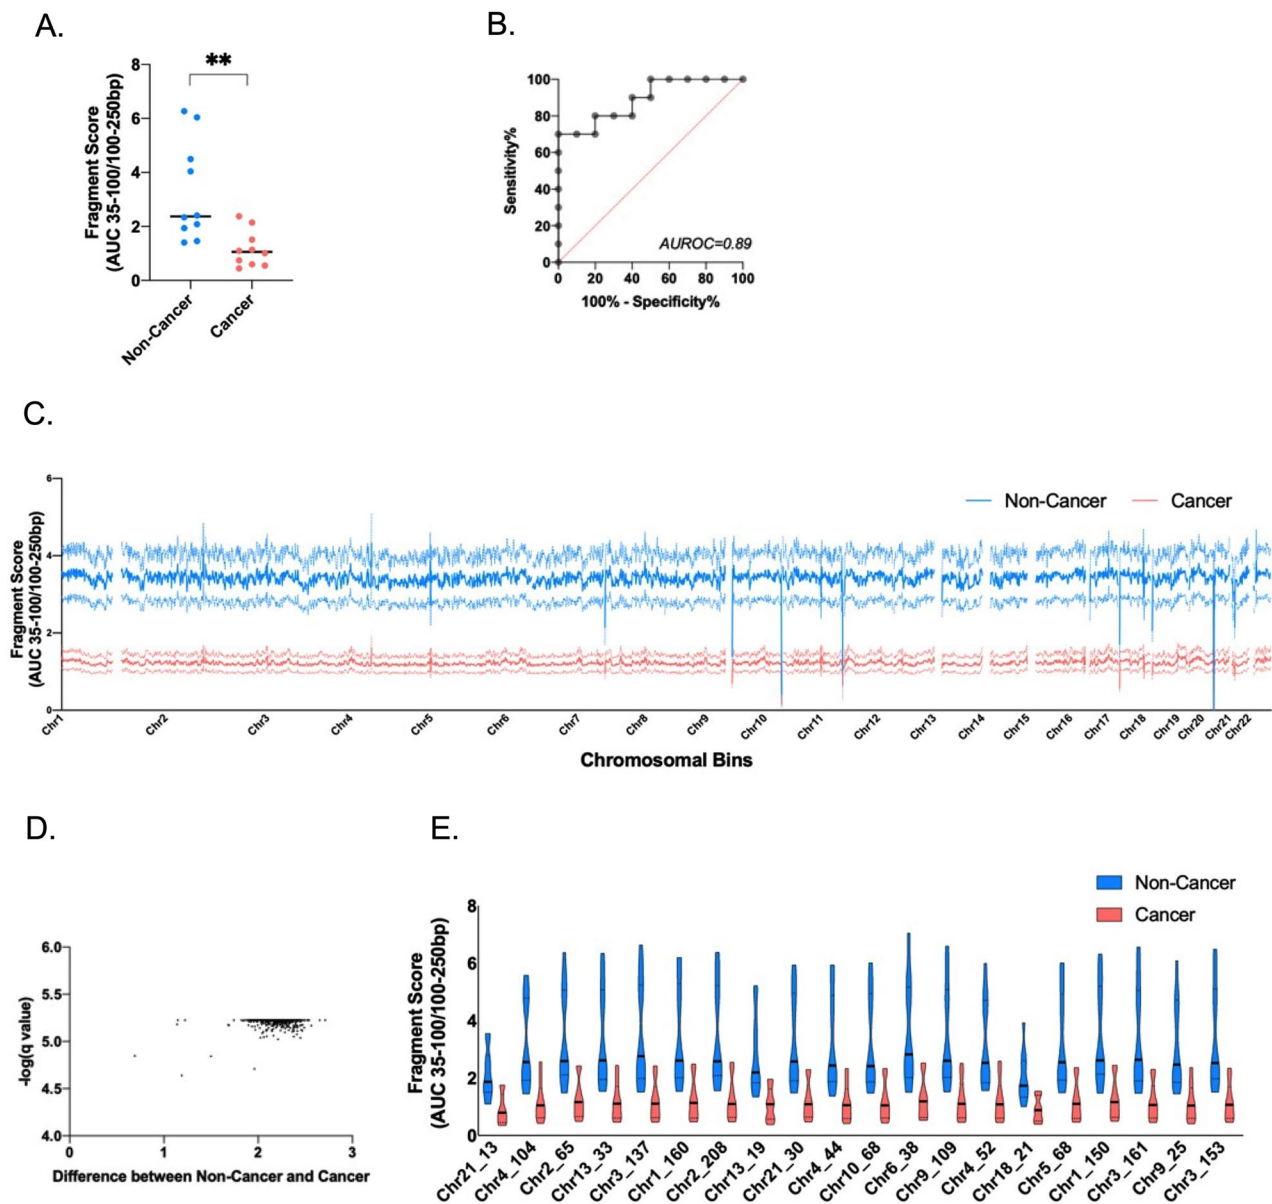 A.
**
8
6
4
2
0
Fragment Score
(AUC 35-100/100-250bp)
Non-Cancer
Cancer
B.
100
80
60
40
20
0
Sensitivity%
AUROC=0.89
0 20 40 60 80 100
100% - Specificity%
C.
6
4
2
0
Fragment Score
(AUC 35-100/100-250bp)
Non-Cancer
Cancer
Chr1 Chr2 Chr3 Chr4 Chr5 Chr6 Chr7 Chr8 Chr9 Chr10 Chr11 Chr12 Chr13 Chr14 Chr15 Chr16 Chr17 Chr18 Chr19 Chr20 Chr21 Chr22
Chromosomal Bins
D.
6.0
5.5
5.0
4.5
4.0
-log(q value)
0 1 2 3
Difference between Non-Cancer and Cancer
E.
Non-Cancer
Cancer
8
6
4
2
0
Fragment Score
(AUC 35-100/100-250bp)
Chr21_13
Chr4_104
Chr2_65
Chr13_33
Chr3_137
Chr1_160
Chr2_208
Chr13_19
Chr21_30
Chr4_44
Chr10_68
Chr6_38
Chr9_109
Chr4_52
Chr18_21
Chr5_68
Chr1_150
Chr3_161
Chr9_25
Chr3_153